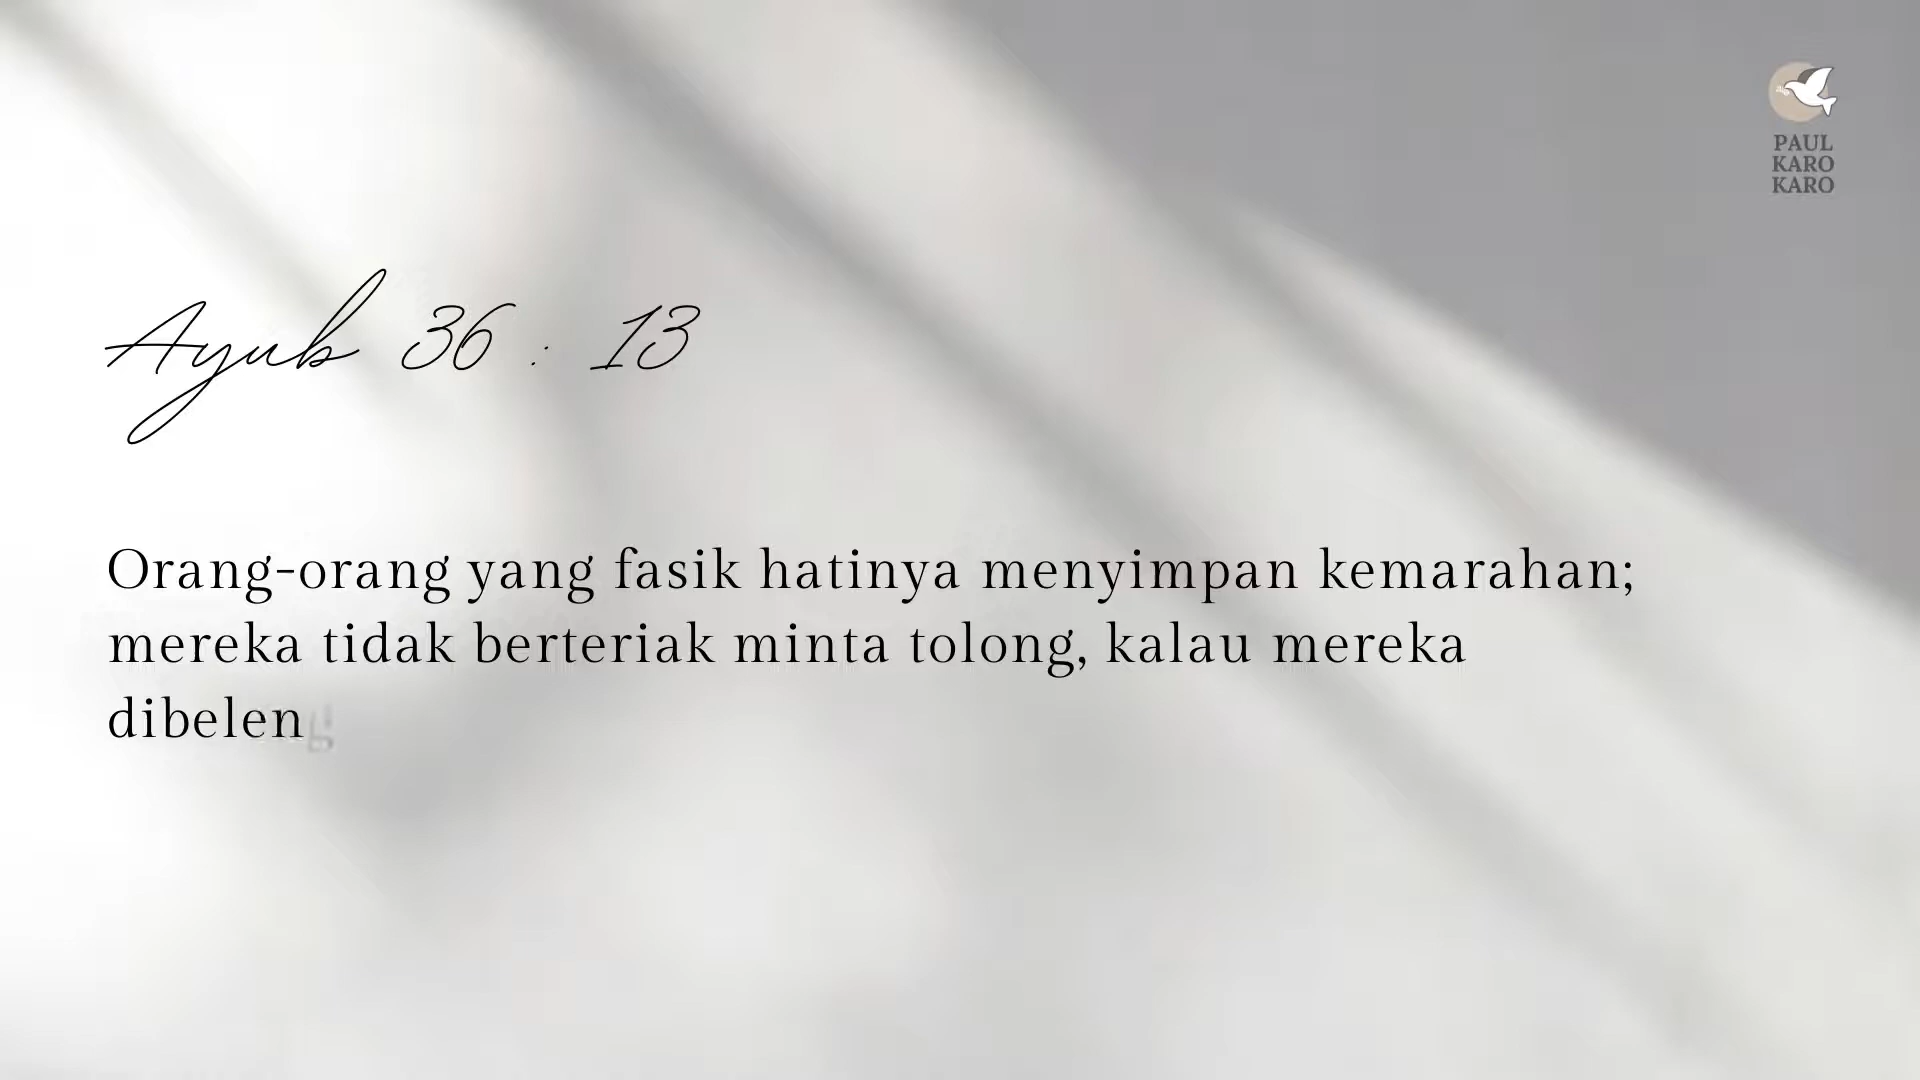 PAUL
KARO
KARO
Ayub 36 : 13
Orang-orang yang fasik hatinya menyimpan kemarahan;
mereka tidak berteriak minta tolong, kalau mereka
dibeleng